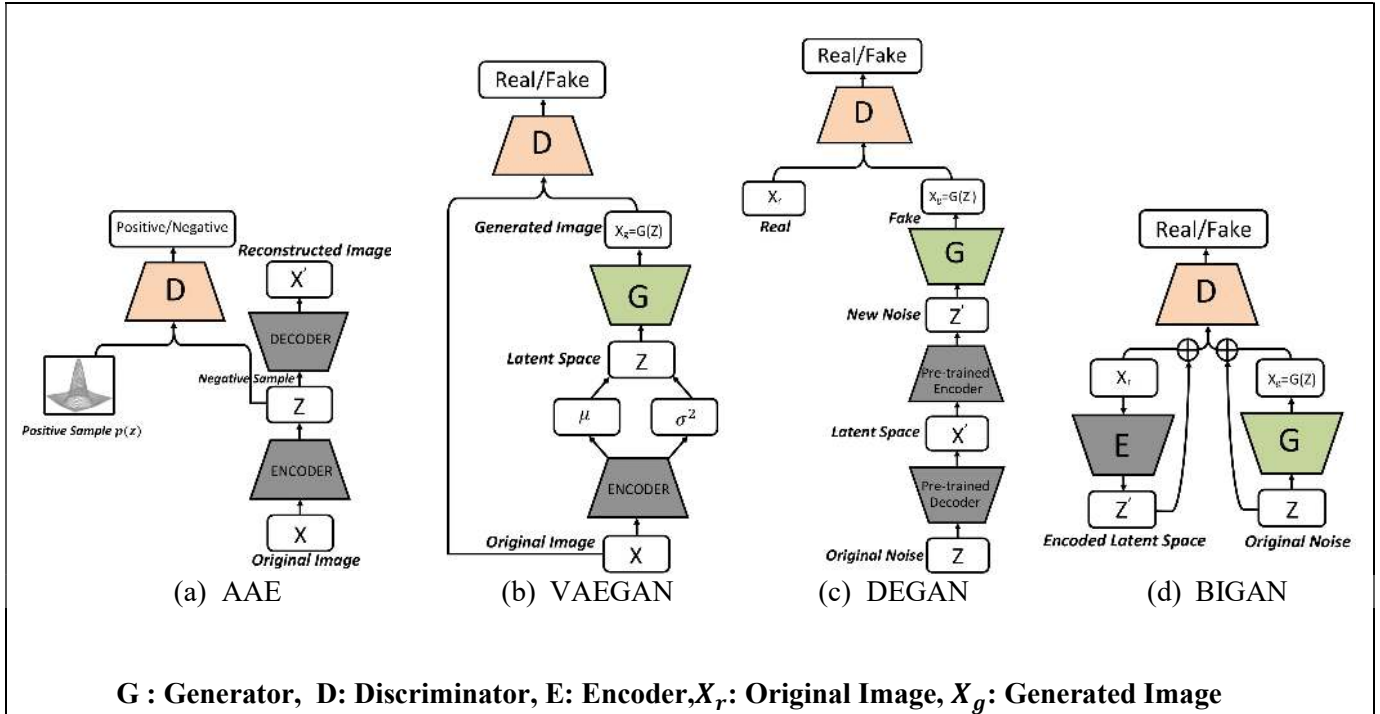 Positive/Negative
D
Positive Sample p(z)
Reconstructed Image
X'
DECODER
Negative Sample
Z
ENCODER
X
Original Image
(a) AAE
Real/Fake
D
Generated Image
X_g=G(Z)
G
Latent Space
Z
μ
σ²
ENCODER
Original Image
X
(b) VAEGAN
Real/Fake
D
X_r
Real
X_g=G(Z')
Fake
G
New Noise
Z'
Pre-trained
Encoder
Latent Space
X'
Pre-trained
Decoder
Original Noise
Z
(c) DEGAN
Real/Fake
D
X_r
E
Z'
Encoded Latent Space
X_g=G(Z)
G
Z
Original Noise
(d) BIGAN
G : Generator, D: Discriminator, E: Encoder,X_r: Original Image, X_g: Generated Image